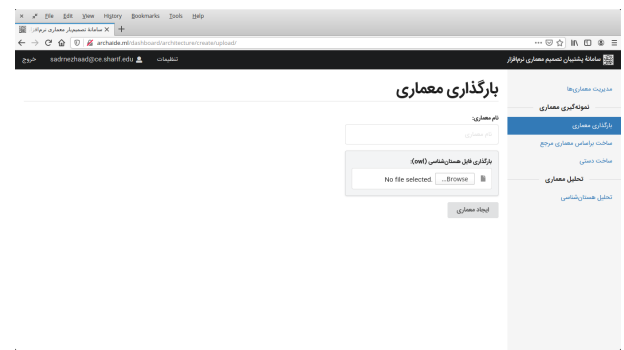 File Edit View History Bookmarks Tools Help
سامانهٔ تصمیم‌یار معماری نرم‌افزار
archaide.ml/dashboard/architecture/create/upload/
سامانهٔ پشتیبان تصمیم معماری نرم‌افزار
تنظیمات
sadrnezhaad@ce.sharif.edu
خروج
مدیریت معماری‌ها
نمونه‌گیری معماری
بارگذاری معماری
ساخت براساس معماری مرجع
ساخت دستی
تحلیل معماری
تحلیل هستان‌شناسی
بارگذاری معماری
نام معماری:
نام معماری
بارگذاری فایل هستان‌شناسی (owl):
Browse... No file selected.
ایجاد معماری